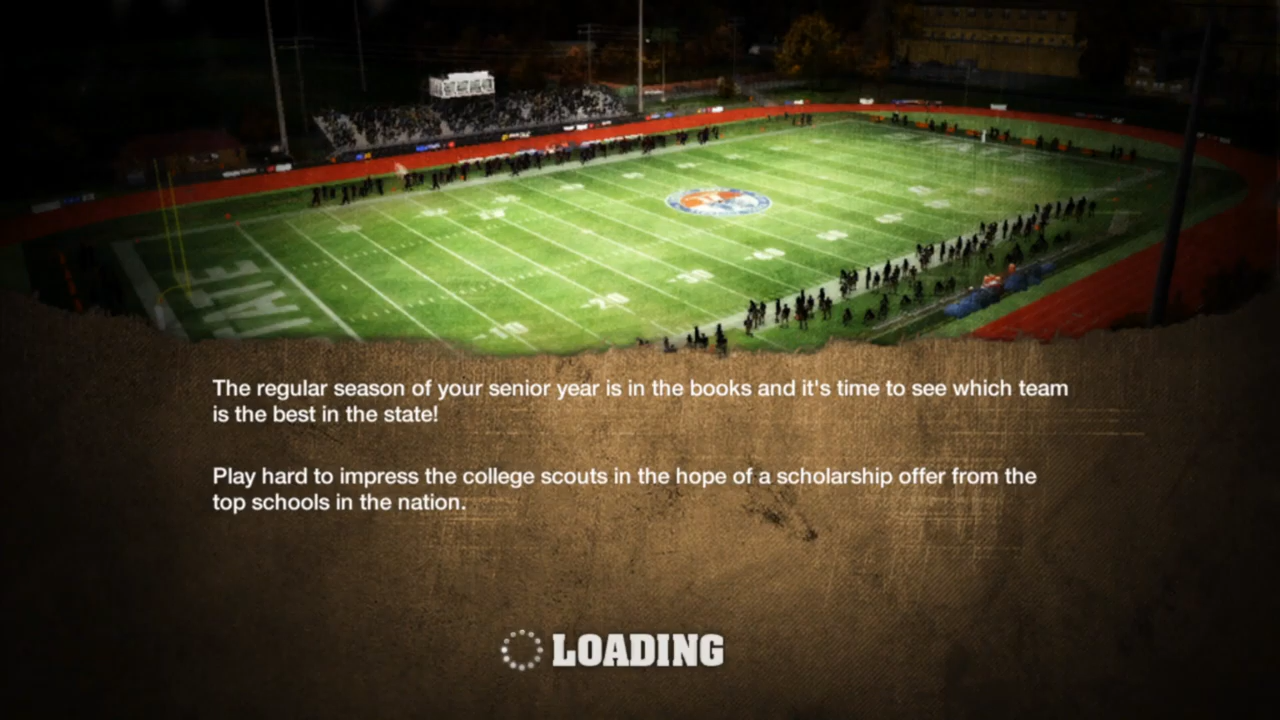 The regular season of your senior year is in the books and it's time to see which team
is the best in the state!
Play hard to impress the college scouts in the hope of a scholarship offer from the
top schools in the nation.
LOADING